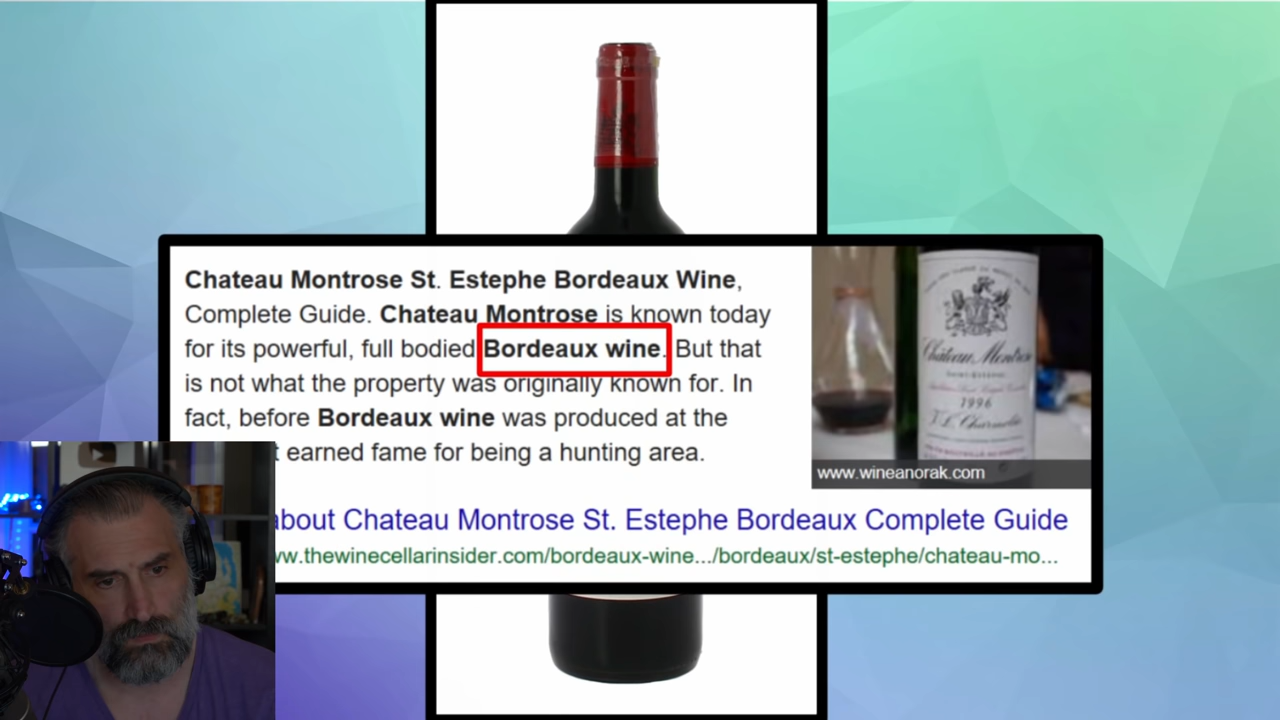 Chateau Montrose St. Estephe Bordeaux Wine,
Complete Guide. Chateau Montrose is known today
for its powerful, full bodied Bordeaux wine. But that
is not what the property was originally known for. In
fact, before Bordeaux wine was produced at the
earned fame for being a hunting area.
Château Montrose
1996
www.wineanorak.com
about Chateau Montrose St. Estephe Bordeaux Complete Guide
thewinecellarinsider.com/bordeaux-wine.../bordeaux/st-estephe/chateau-mo...